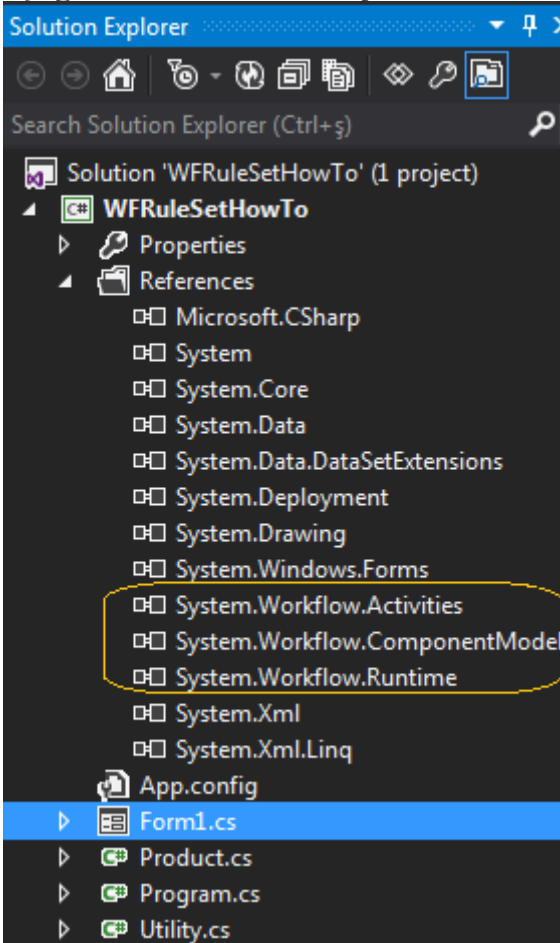 Solution Explorer
Search Solution Explorer (Ctrl+ş)
Solution 'WFRuleSetHowTo' (1 project)
C# WFRuleSetHowTo
Properties
References
Microsoft.CSharp
System
System.Core
System.Data
System.Data.DataSetExtensions
System.Deployment
System.Drawing
System.Windows.Forms
System.Workflow.Activities
System.Workflow.ComponentModel
System.Workflow.Runtime
System.Xml
System.Xml.Linq
App.config
Form1.cs
C# Product.cs
C# Program.cs
C# Utility.cs